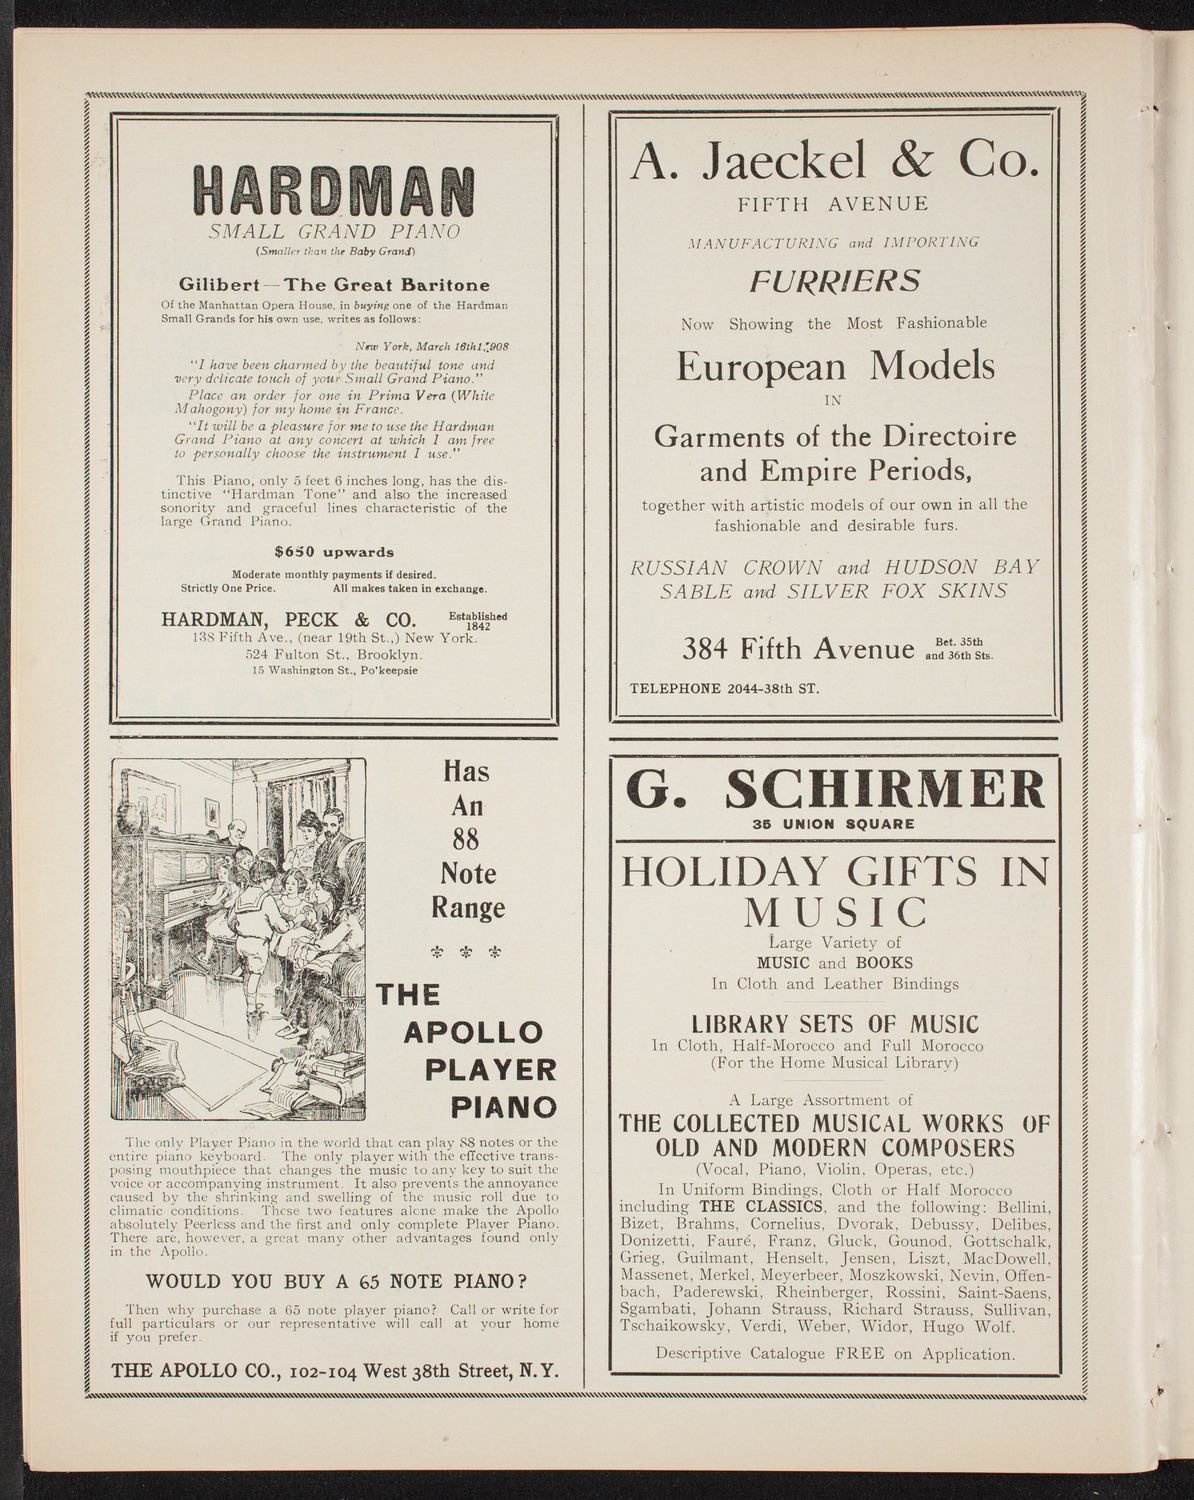 HARDMAN
SMALL GRAND PIANO
(Smaller than the Baby Grand)
Gilibert—The Great Baritone
Of the Manhattan Opera House, in buying one of the Hardman
Small Grands for his own use, writes as follows:
New York, March 16th1,'908
"I have been charmed by the beautiful tone and
very delicate touch of your Small Grand Piano."
Place an order for one in Prima Vera (White
Mahogony) for my home in France.
"It will be a pleasure for me to use the Hardman
Grand Piano at any concert at which I am free
to personally choose the instrument I use."
This Piano, only 5 feet 6 inches long, has the dis-
tinctive "Hardman Tone" and also the increased
sonority and graceful lines characteristic of the
large Grand Piano.
$650 upwards
Moderate monthly payments if desired.
Strictly One Price. All makes taken in exchange.
HARDMAN, PECK & CO. Established
1842
138 Fifth Ave., (near 19th St.,) New York.
524 Fulton St., Brooklyn.
15 Washington St., Po'keepsie
Has
An
88
Note
Range
THE
APOLLO
PLAYER
PIANO
The only Player Piano in the world that can play 88 notes or the
entire piano keyboard. The only player with the effective trans-
posing mouthpiece that changes the music to any key to suit the
voice or accompanying instrument. It also prevents the annoyance
caused by the shrinking and swelling of the music roll due to
climatic conditions. These two features alone make the Apollo
absolutely Peerless and the first and only complete Player Piano.
There are, however, a great many other advantages found only
in the Apollo.
WOULD YOU BUY A 65 NOTE PIANO?
Then why purchase a 65 note player piano? Call or write for
full particulars or our representative will call at your home
if you prefer.
THE APOLLO CO., 102-104 West 38th Street, N. Y.
A. Jaeckel & Co.
FIFTH AVENUE
MANUFACTURING and IMPORTING
FURRIERS
Now Showing the Most Fashionable
European Models
IN
Garments of the Directoire
and Empire Periods,
together with artistic models of our own in all the
fashionable and desirable furs.
RUSSIAN CROWN and HUDSON BAY
SABLE and SILVER FOX SKINS
384 Fifth Avenue Bet. 35th
and 36th Sts.
TELEPHONE 2044-38th ST.
G. SCHIRMER
35 UNION SQUARE
HOLIDAY GIFTS IN
MUSIC
Large Variety of
MUSIC and BOOKS
In Cloth and Leather Bindings
LIBRARY SETS OF MUSIC
In Cloth, Half-Morocco and Full Morocco
(For the Home Musical Library)
A Large Assortment of
THE COLLECTED MUSICAL WORKS OF
OLD AND MODERN COMPOSERS
(Vocal, Piano, Violin, Operas, etc.)
In Uniform Bindings, Cloth or Half Morocco
including THE CLASSICS, and the following: Bellini,
Bizet, Brahms, Cornelius, Dvorak, Debussy, Delibes,
Donizetti, Fauré, Franz, Gluck, Gounod, Gottschalk,
Grieg, Guilmant, Henselt, Jensen, Liszt, MacDowell,
Massenet, Merkel, Meyerbeer, Moszkowski, Nevin, Offen-
bach, Paderewski, Rheinberger, Rossini, Saint-Saens,
Sgambati, Johann Strauss, Richard Strauss, Sullivan,
Tschaikowsky, Verdi, Weber, Widor, Hugo Wolf.
Descriptive Catalogue FREE on Application.